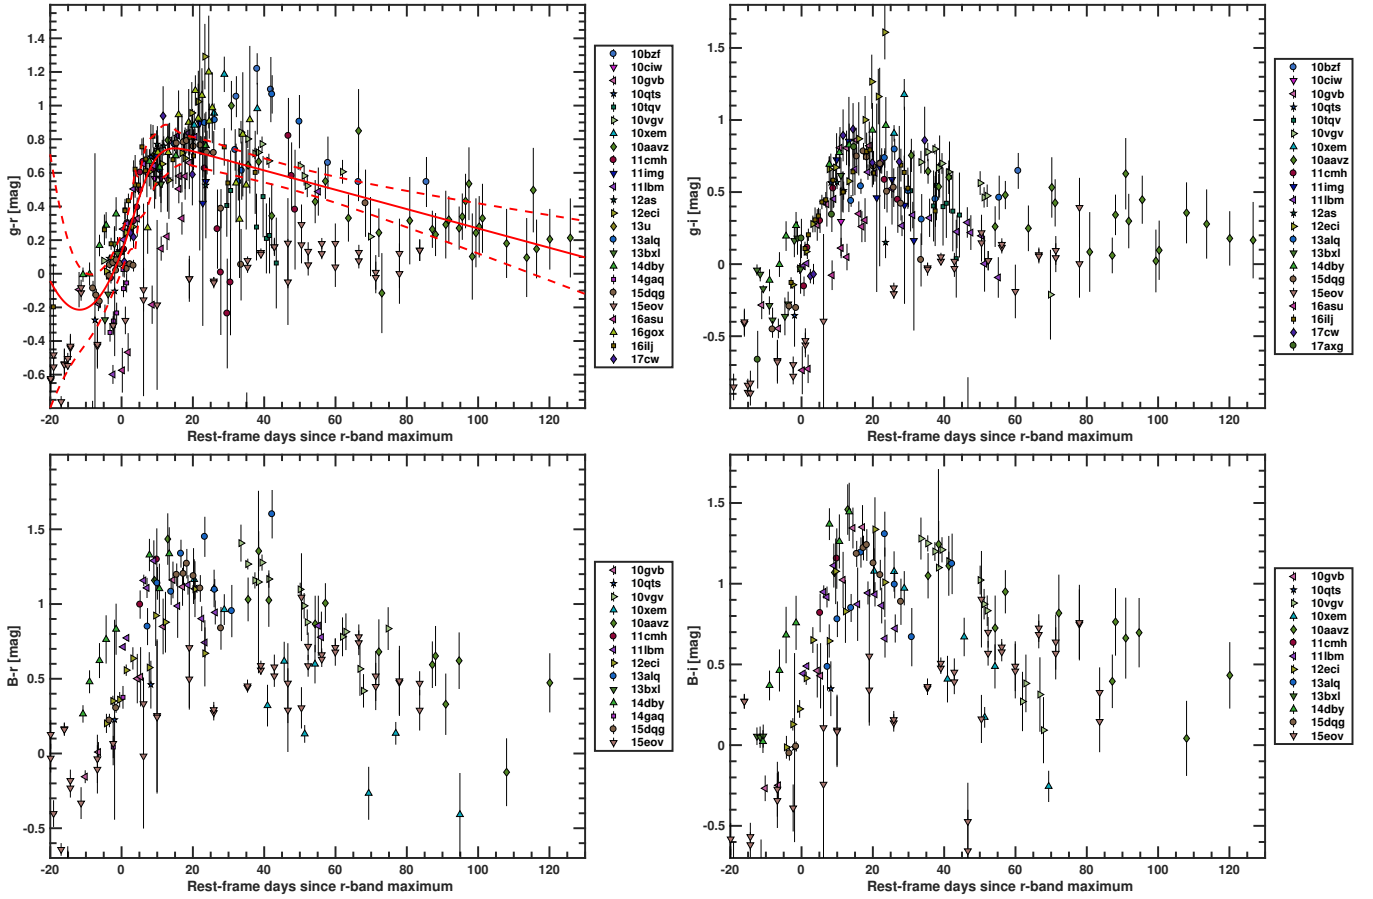 1.4
1.2
1
0.8
0.6
0.4
0.2
0
-0.2
-0.4
-0.6
g-r [mag]
-20 0 20 40 60 80 100 120
Rest-frame days since r-band maximum
10bzf
10ciw
10gvb
10qts
10tqv
10vgv
10xem
10aavz
11cmh
11img
11lbm
12as
12eci
13u
13alq
13bxl
14dby
14gaq
15dqg
15eov
16asu
16gox
16ilj
17cw
1.5
1
0.5
0
-0.5
g-i [mag]
-20 0 20 40 60 80 100 120
Rest-frame days since r-band maximum
10bzf
10ciw
10gvb
10qts
10tqv
10vgv
10xem
10aavz
11cmh
11img
11lbm
12as
12eci
13alq
13bxl
14dby
15dqg
15eov
16asu
16ilj
17cw
17axg
1.5
1
0.5
0
-0.5
B-r [mag]
-20 0 20 40 60 80 100 120
Rest-frame days since r-band maximum
10gvb
10qts
10vgv
10xem
10aavz
11cmh
11lbm
12eci
13alq
13bxl
14dby
14gaq
15dqg
15eov
1.5
1
0.5
0
-0.5
B-i [mag]
-20 0 20 40 60 80 100 120
Rest-frame days since r-band maximum
10gvb
10qts
10vgv
10xem
10aavz
11cmh
11lbm
12eci
13alq
13bxl
14dby
15dqg
15eov